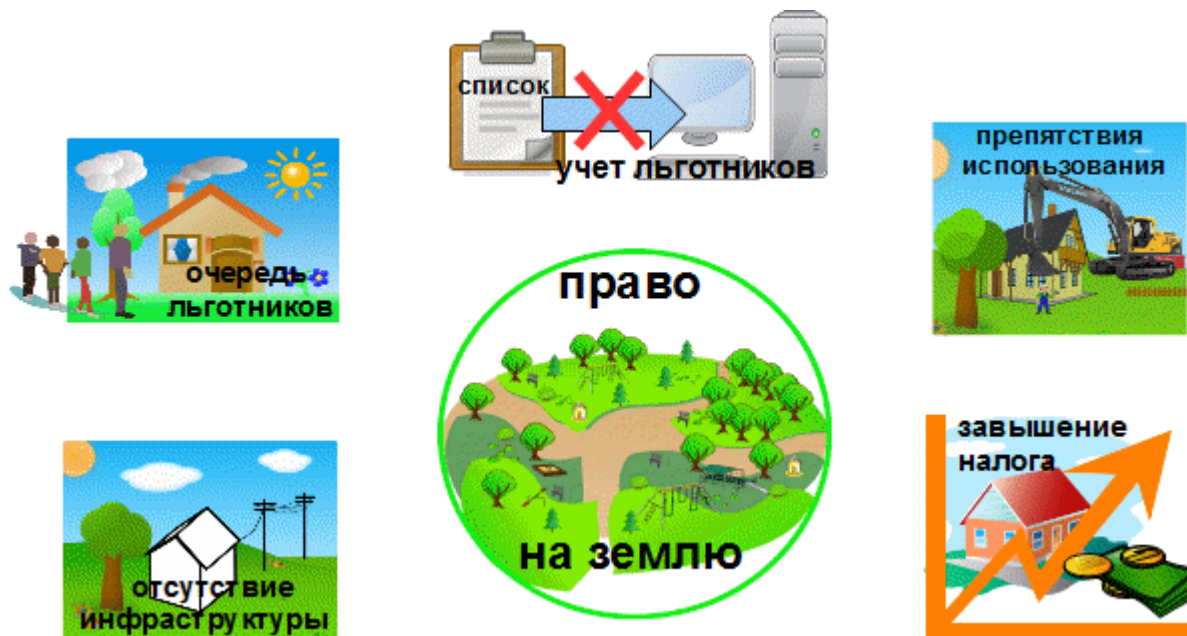 список
учет льготников
препятствия
использования
очередь
льготников
право
на землю
завышение
налога
отсутствие
инфраструктуры